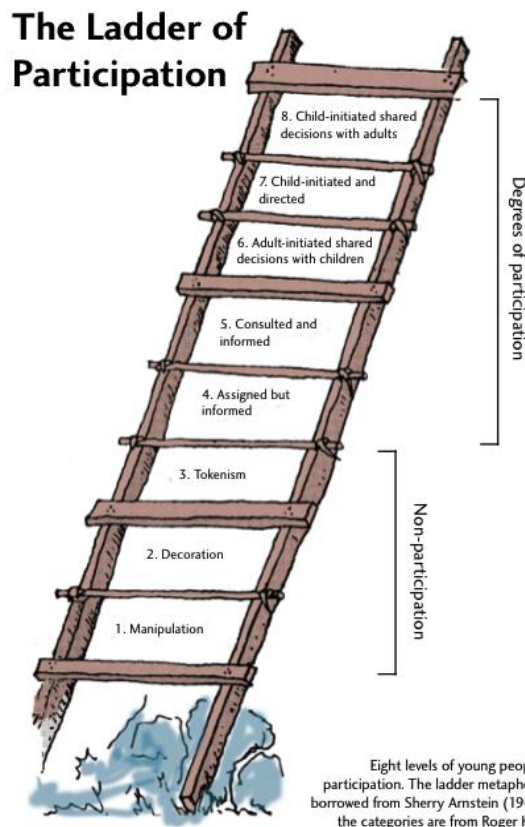 The Ladder of
Participation
8. Child-initiated shared
decisions with adults
7. Child-initiated and
directed
6. Adult-initiated shared
decisions with children
5. Consulted and
informed
4. Assigned but
informed
3. Tokenism
2. Decoration
1. Manipulation
Degrees of participation
Non-participation
Eight levels of young
participation. The ladder
borrowed from Sherry Arnstein
the categories are from Roger